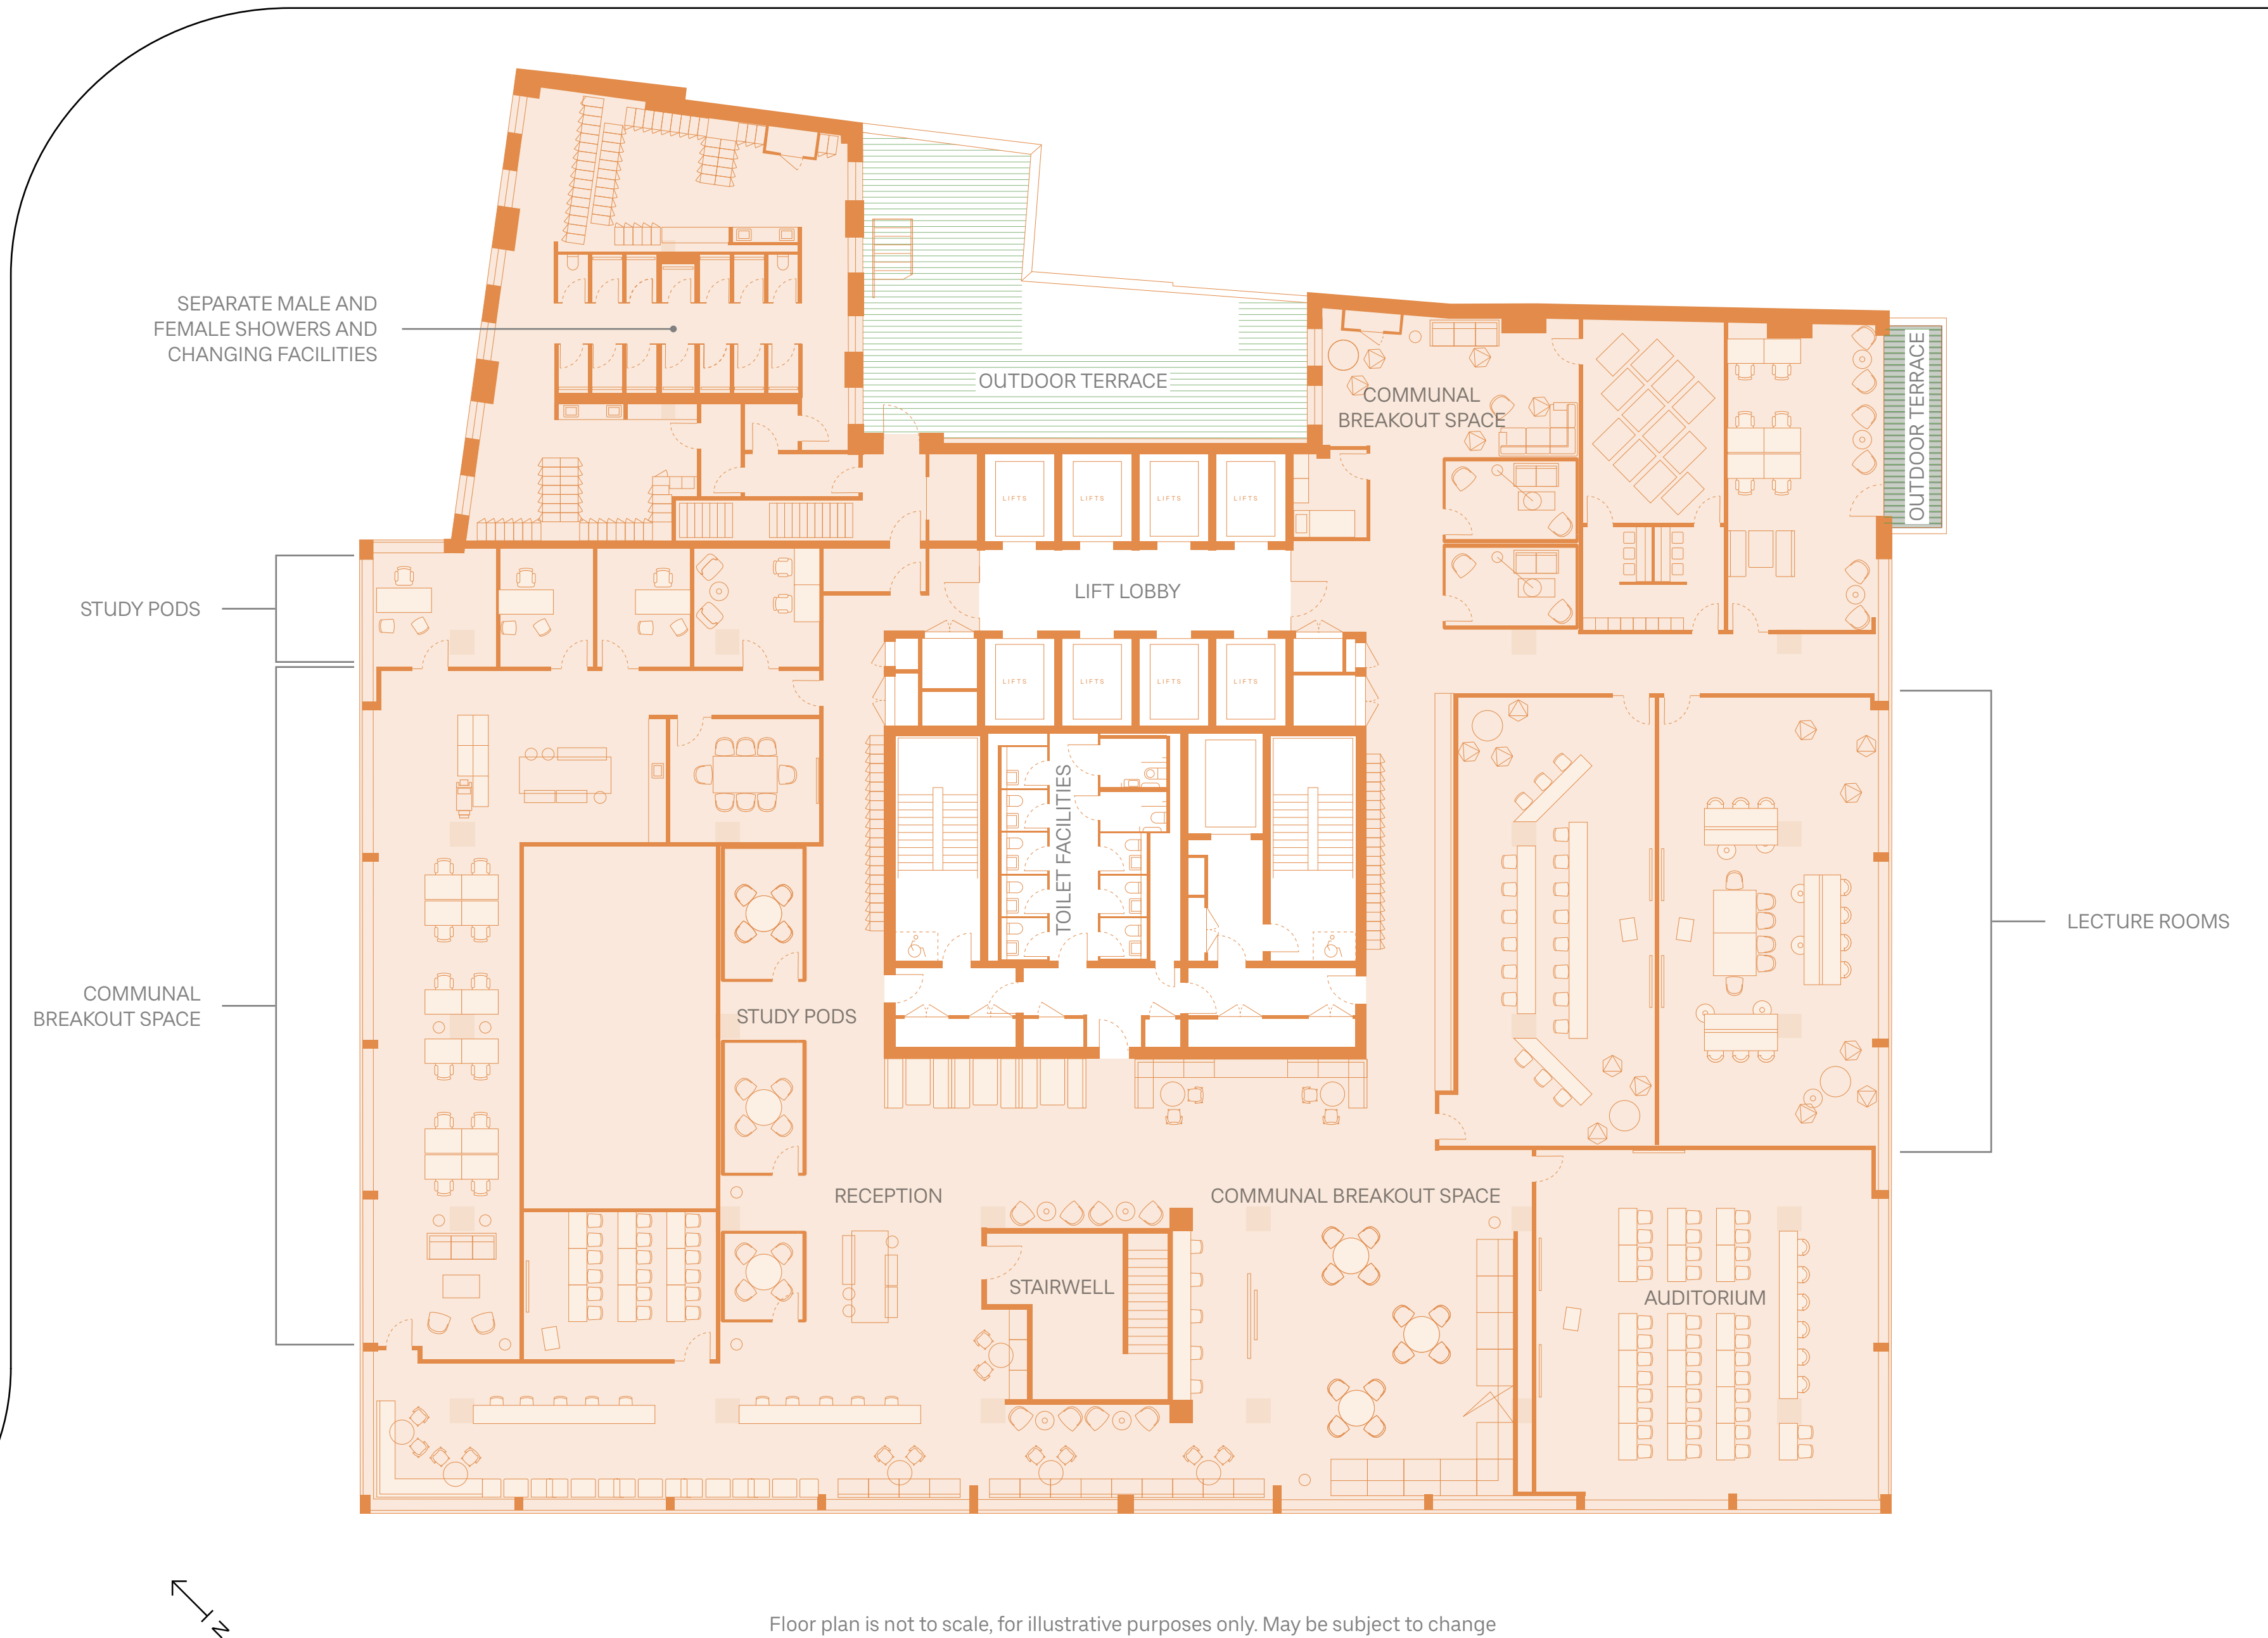 SEPARATE MALE AND
FEMALE SHOWERS AND
CHANGING FACILITIES
OUTDOOR TERRACE
COMMUNAL
BREAKOUT SPACE
OUTDOOR TERRACE
LIFTS
LIFTS
LIFTS
LIFTS
LIFT LOBBY
STUDY PODS
LIFTS
LIFTS
LIFTS
LIFTS
TOILET FACILITIES
LECTURE ROOMS
COMMUNAL
BREAKOUT SPACE
STUDY PODS
RECEPTION
COMMUNAL BREAKOUT SPACE
STAIRWELL
AUDITORIUM
N
Floor plan is not to scale, for illustrative purposes only. May be subject to change